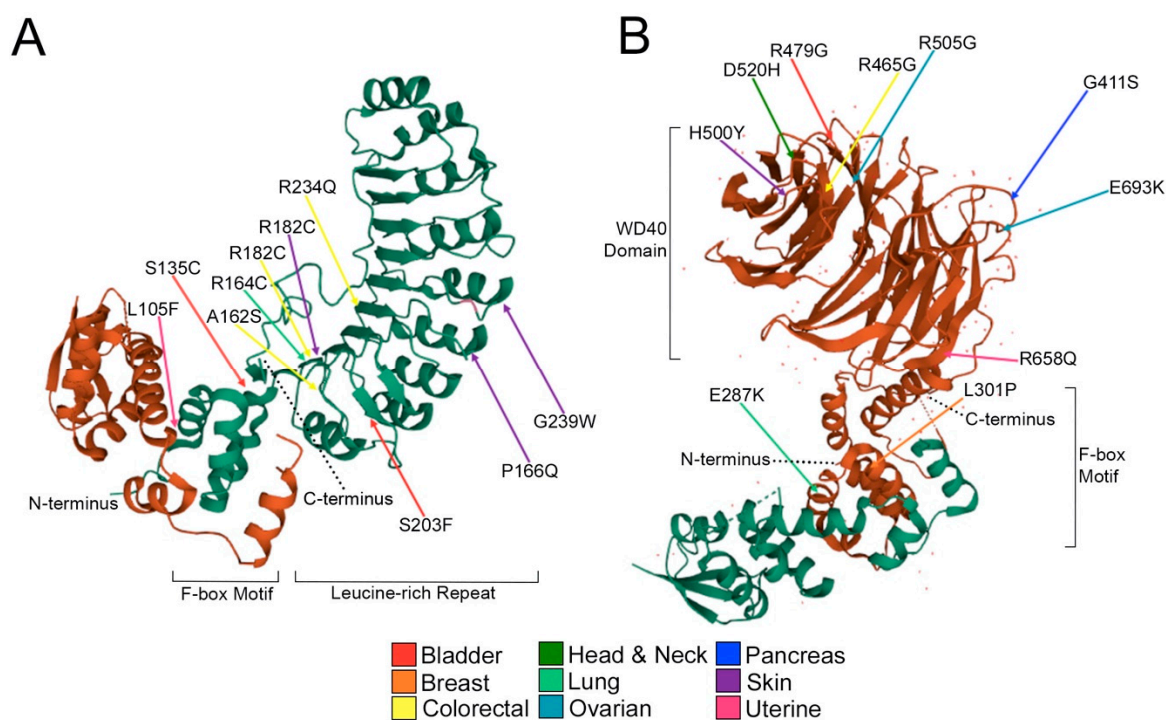 A
R234Q
R182C
R182C
S135C
R164C
L105F
A162S
G239W
P166Q
N-terminus
C-terminus
S203F
F-box Motif
Leucine-rich Repeat
B
R505G
R479G
R465G
D520H
G411S
H500Y
E693K
WD40
Domain
R658Q
E287K
L301P
C-terminus
N-terminus
F-box
Motif
Bladder
Head & Neck
Pancreas
Breast
Lung
Skin
Colorectal
Ovarian
Uterine